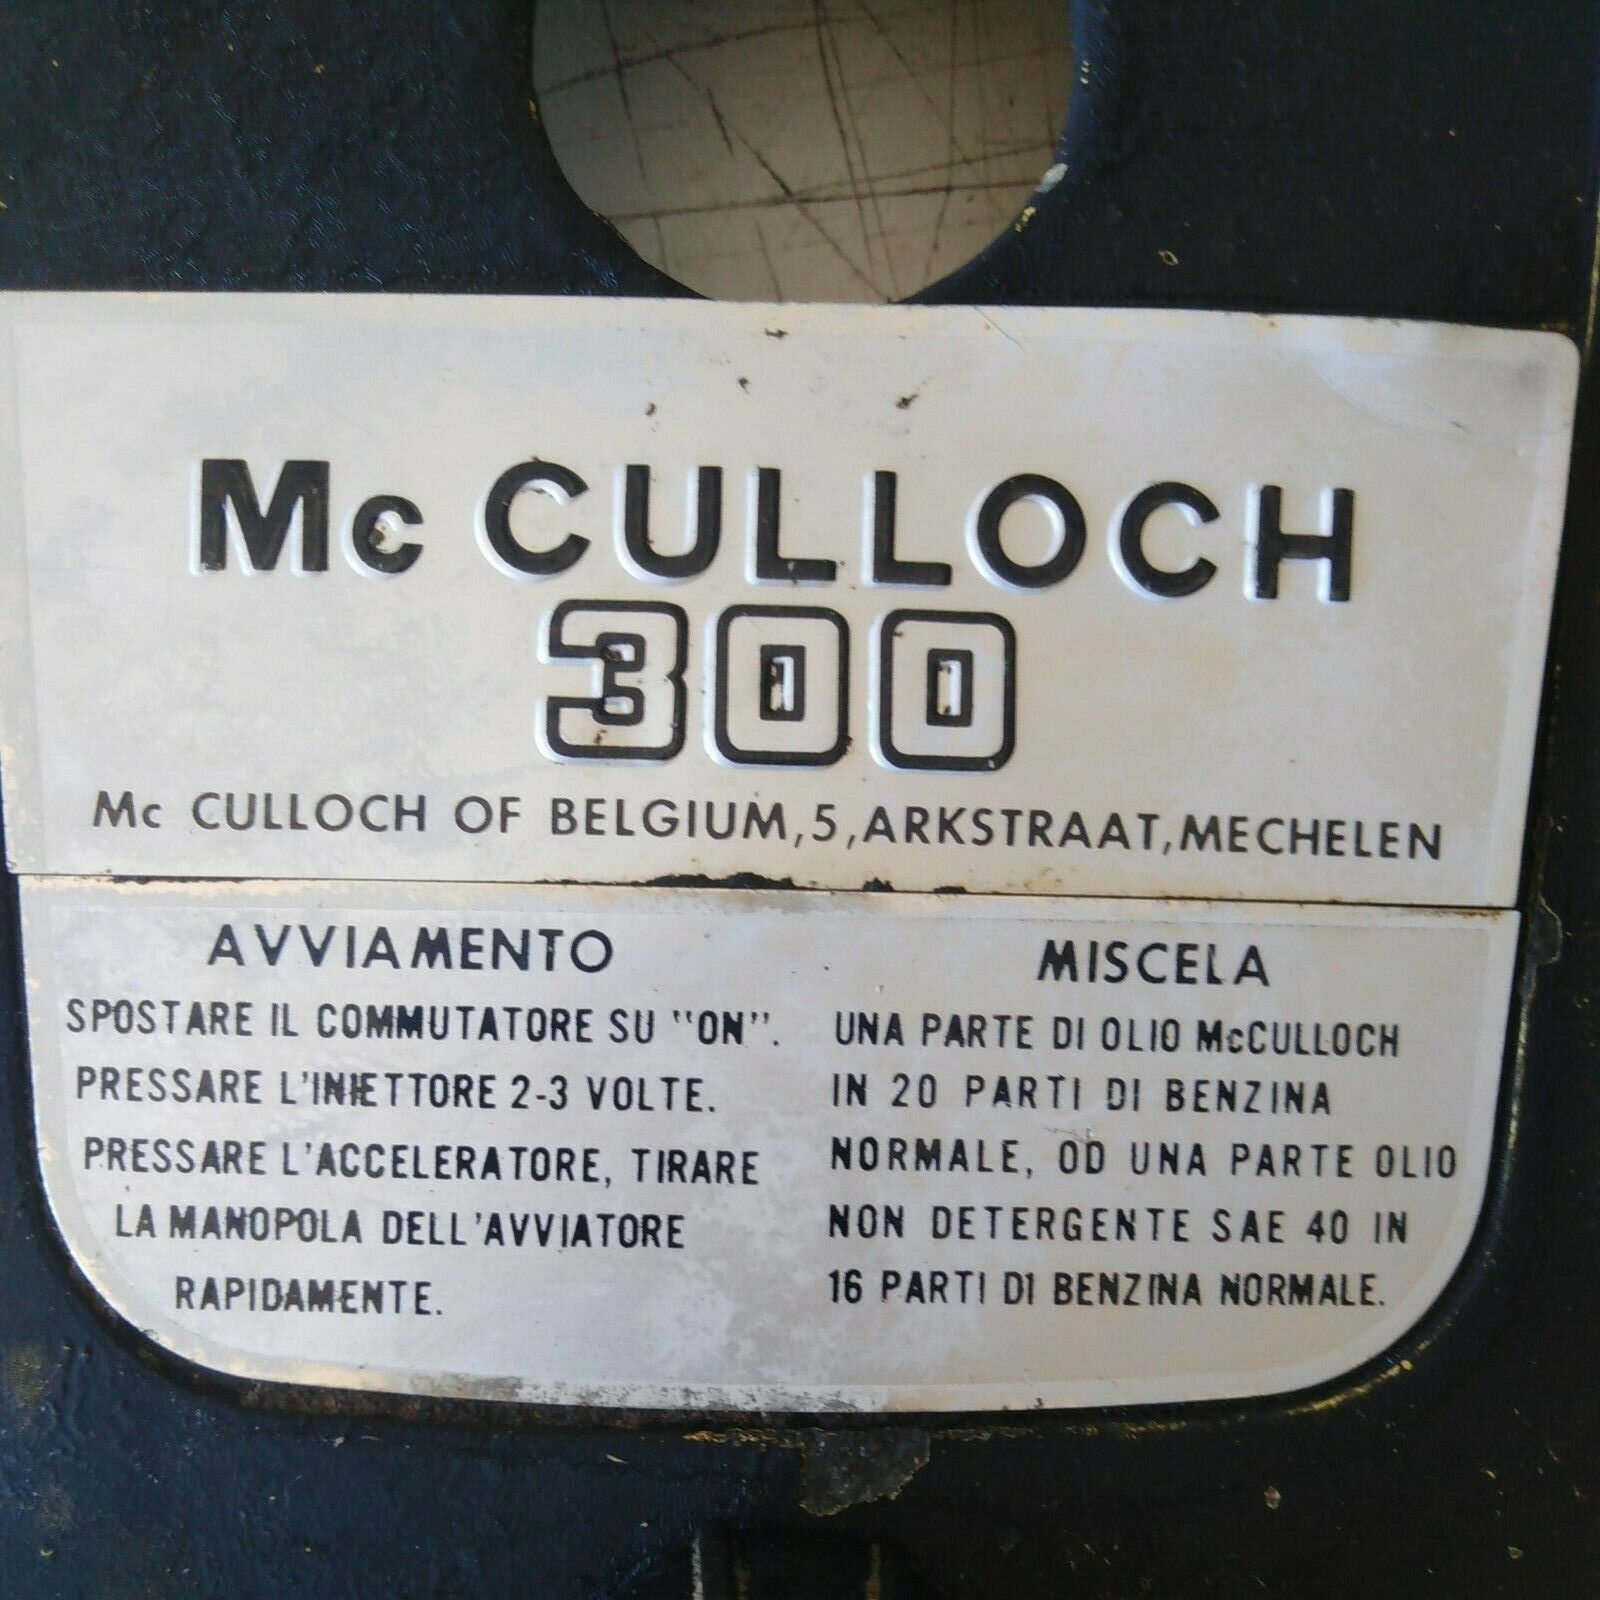 Mc CULLOCH
300
Mc CULLOCH OF BELGIUM,5,ARKSTRAAT,MECHELEN
AVVIAMENTO
SPOSTARE IL COMMUTATORE SU "ON".
PRESSARE L'INIETTORE 2-3 VOLTE.
PRESSARE L'ACCELERATORE, TIRARE
LA MANOPOLA DELL'AVVIATORE
RAPIDAMENTE.
MISCELA
UNA PARTE DI OLIO McCULLOCH
IN 20 PARTI DI BENZINA
NORMALE, OD UNA PARTE OLIO
NON DETERGENTE SAE 40 IN
16 PARTI DI BENZINA NORMALE.